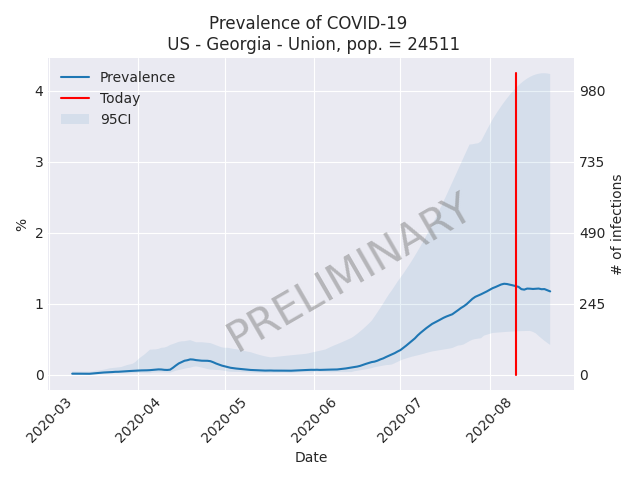 Prevalence of COVID-19
US - Georgia - Union, pop. = 24511
Prevalence
Today
95CI
4
3
2
1
0
%
980
735
490
245
0
# of infections
PRELIMINARY
2020-03
2020-04
2020-05
2020-06
2020-07
2020-08
Date